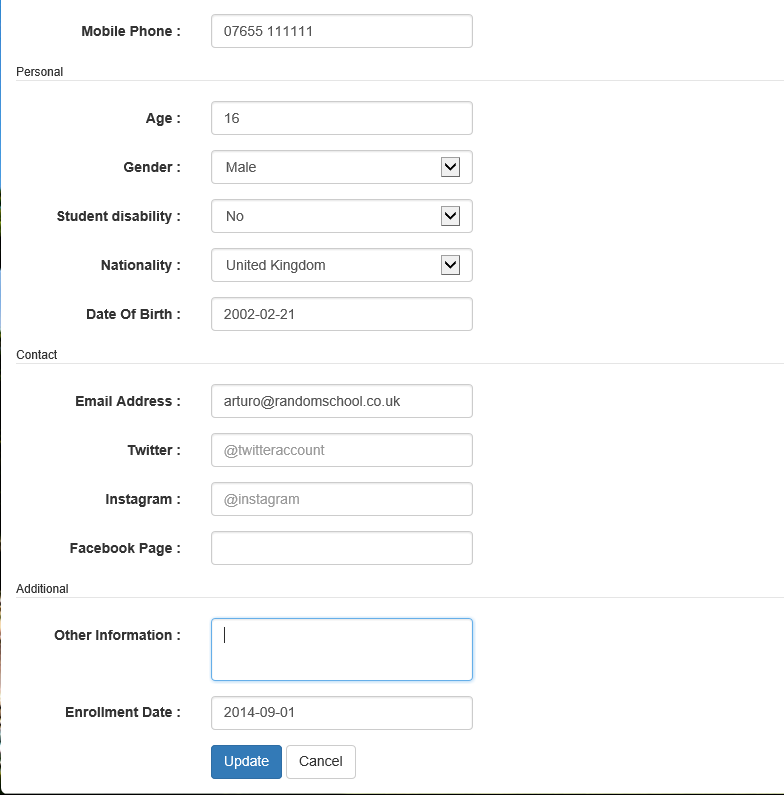 Mobile Phone : 07655 111111
Personal
Age : 16
Gender : Male
Student disability : No
Nationality : United Kingdom
Date Of Birth : 2002-02-21
Contact
Email Address : arturo@randomschool.co.uk
Twitter : @twitteraccount
Instagram : @instagram
Facebook Page :
Additional
Other Information :
Enrollment Date : 2014-09-01
Update Cancel